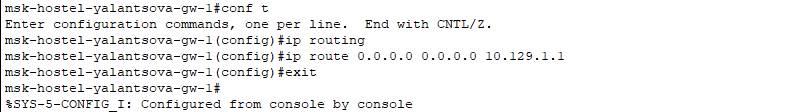 msk-hostel-yalantsova-gw-1#conf t
Enter configuration commands, one per line.  End with CNTL/Z.
msk-hostel-yalantsova-gw-1(config)#ip routing
msk-hostel-yalantsova-gw-1(config)#ip route 0.0.0.0 0.0.0.0 10.129.1.1
msk-hostel-yalantsova-gw-1(config)#exit
msk-hostel-yalantsova-gw-1#
%SYS-5-CONFIG_I: Configured from console by console